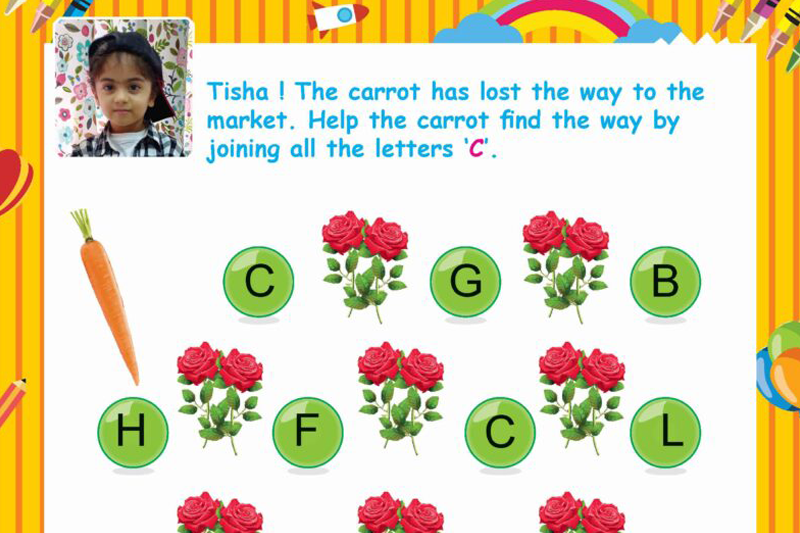 Tisha ! The carrot has lost the way to the
market. Help the carrot find the way by
joining all the letters ‘C’.
C G B
H F C L